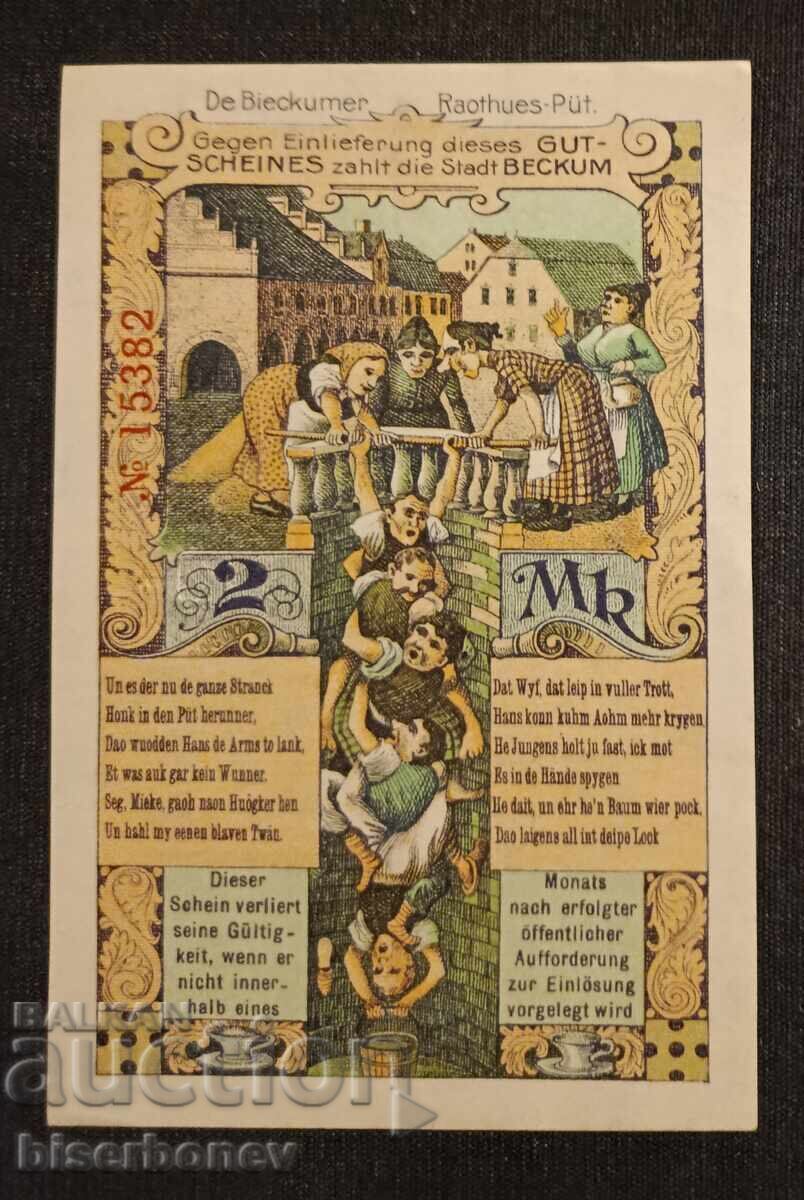 De Bieckumer Raothues-Püt.
Gegen Einlieferung dieses GUT-
SCHEINES zahlt die Stadt BECKUM
№ 15382
2 Mk
Un es der nu de ganze Stranck
Honk in den Püt herunner,
Dao wuodden Hans de Arms to lank,
Et was auk gar kein Wunner.
Seg, Mieke, gaoh naon Huögker hen
Un hahl my eenen blaven Twän.
Dat Wyf, dat leip in vuller Trott,
Hans konn kuhm Aohm mehr krygen,
He Jungens holt ju fast, ick mot
Es in de Hände spygen
He dait, un ehr he'n Baum wier pock,
Dao laigens all int deipe Lock
Dieser
Schein verliert
seine Gültig-
keit, wenn er
nicht inner-
halb eines
Monats
nach erfolgter
öffentlicher
Aufforderung
zur Einlösung
vorgelegt wird
BALKAN
auction
biserbonev